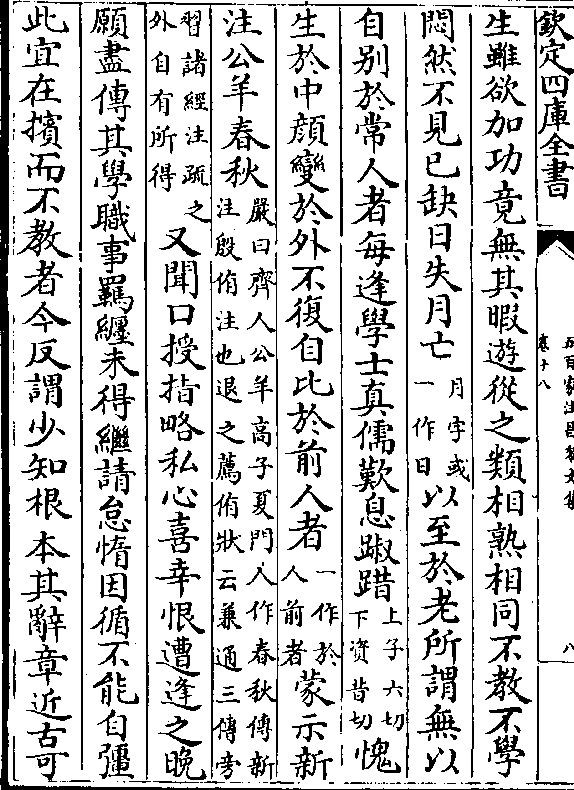 欽定四庫全書
卷十八
八
生雖欲加功竟無其暇遊從之類相熟相同不教不學
悶然不見已缺日失月亡月字或一作日以至於老所謂無以
自别於常人者每逢學士真儒歎息踧踖上子六切下資昔切愧
生於中顔變於外不復自比於前人者一作於人前者蒙示新
注公羊春秋嚴曰齊人公羊高子夏門人作春秋傳新注殷侑注也退之薦侑狀云兼通三傳旁
習諸經注疏之外自有所得又聞口授指略私心喜幸恨遭逢之晚
願盡傳其學職事羈纏未得繼請怠惰因循不能自彊
此宜在擯而不教者今反謂少知根本其辭章近古可